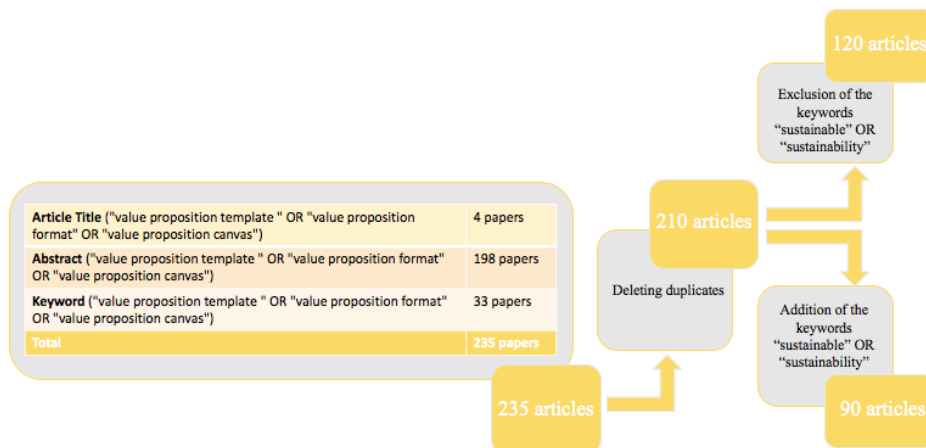 Article Title ("value proposition template " OR "value proposition
format" OR "value proposition canvas")
4 papers
Abstract ("value proposition template " OR "value proposition format"
OR "value proposition canvas")
198 papers
Keyword ("value proposition template " OR "value proposition format"
OR "value proposition canvas")
33 papers
Total
235 papers
235 articles
Deleting duplicates
210 articles
120 articles
Exclusion of the
keywords
“sustainable” OR
“sustainability”
Addition of the
keywords
“sustainable” OR
“sustainability”
90 articles